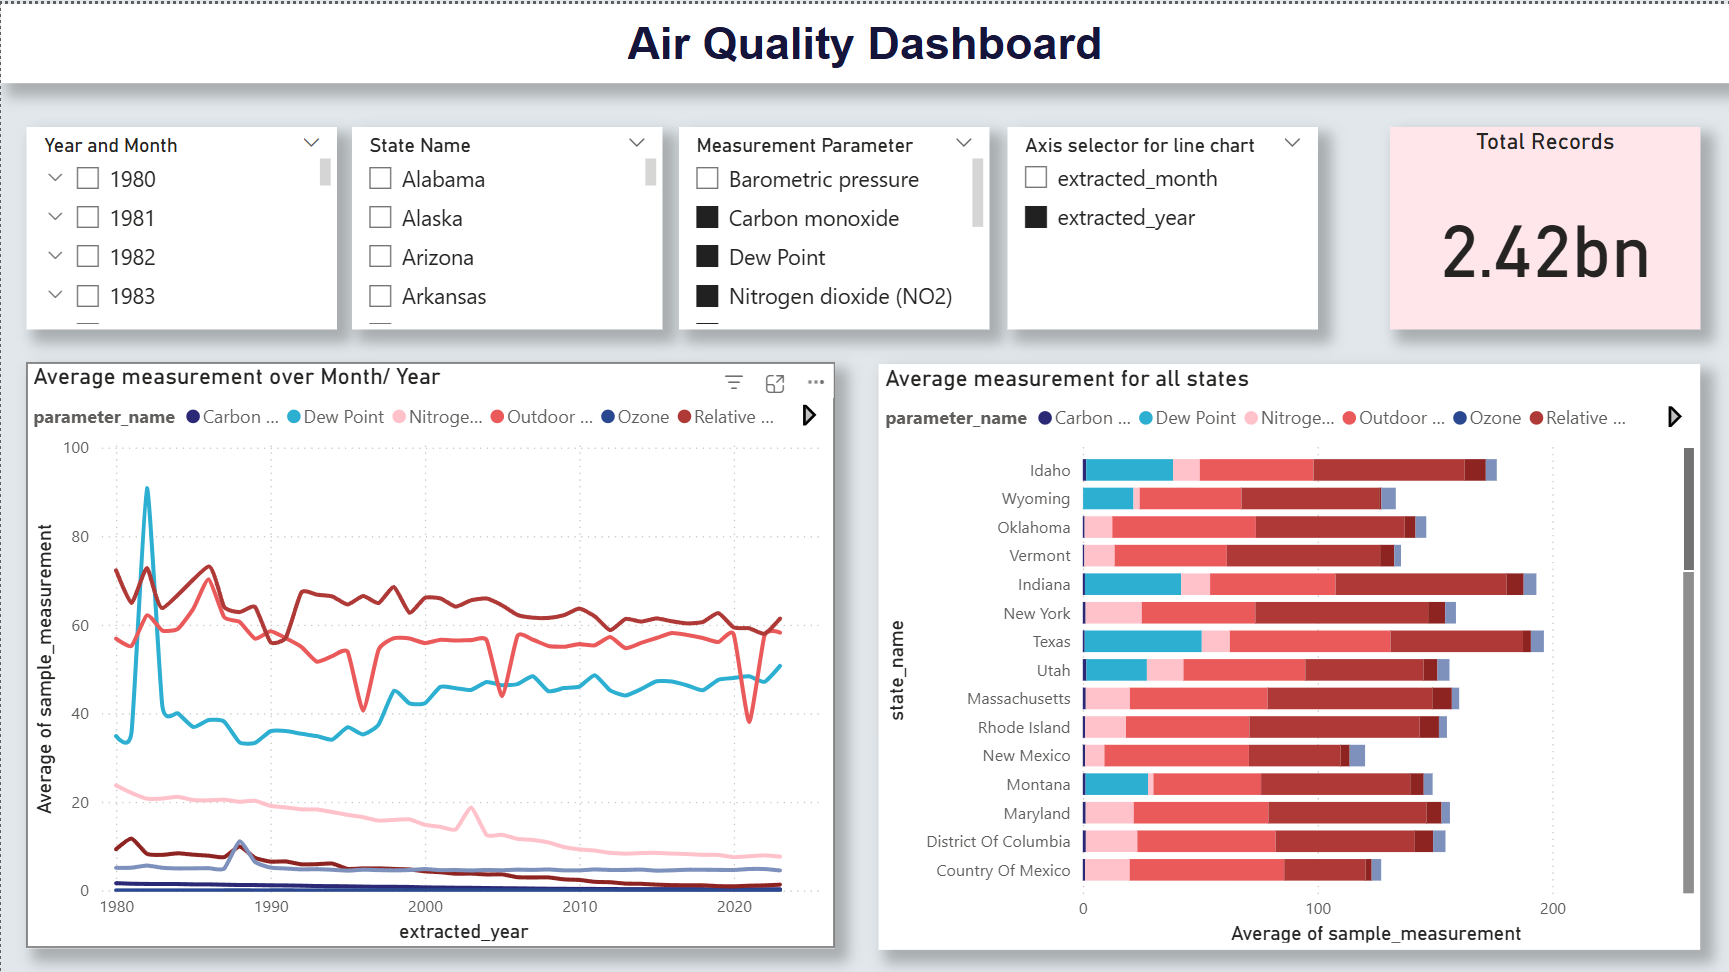 Air Quality Dashboard
Year and Month
1980
1981
1982
1983
State Name
Alabama
Alaska
Arizona
Arkansas
Measurement Parameter
Barometric pressure
Carbon monoxide
Dew Point
Nitrogen dioxide (NO2)
Axis selector for line chart
extracted_month
extracted_year
Total Records
2.42bn
Average measurement over Month/ Year
parameter_name Carbon ... Dew Point Nitroge... Outdoor ... Ozone Relative ...
Average of sample_measurement
100
80
60
40
20
0
1980 1990 2000 2010 2020
extracted_year
Average measurement for all states
parameter_name Carbon ... Dew Point Nitroge... Outdoor ... Ozone Relative ...
state_name
Idaho
Wyoming
Oklahoma
Vermont
Indiana
New York
Texas
Utah
Massachusetts
Rhode Island
New Mexico
Montana
Maryland
District Of Columbia
Country Of Mexico
0 100 200
Average of sample_measurement